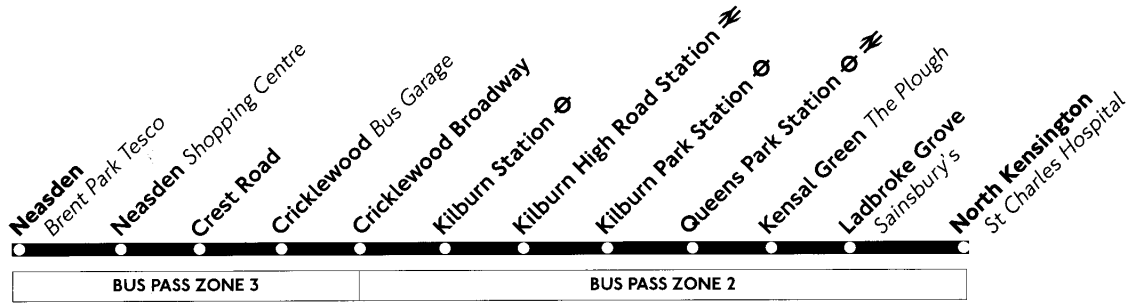 Neasden
Brent Park Tesco
Neasden Shopping Centre
Crest Road
Cricklewood Bus Garage
Cricklewood Broadway
Kilburn Station
Kilburn High Road Station
Kilburn Park Station
Queens Park Station
Kensal Green The Plough
Ladbroke Grove
Sainsbury's
North Kensington
St Charles Hospital
BUS PASS ZONE 3
BUS PASS ZONE 2